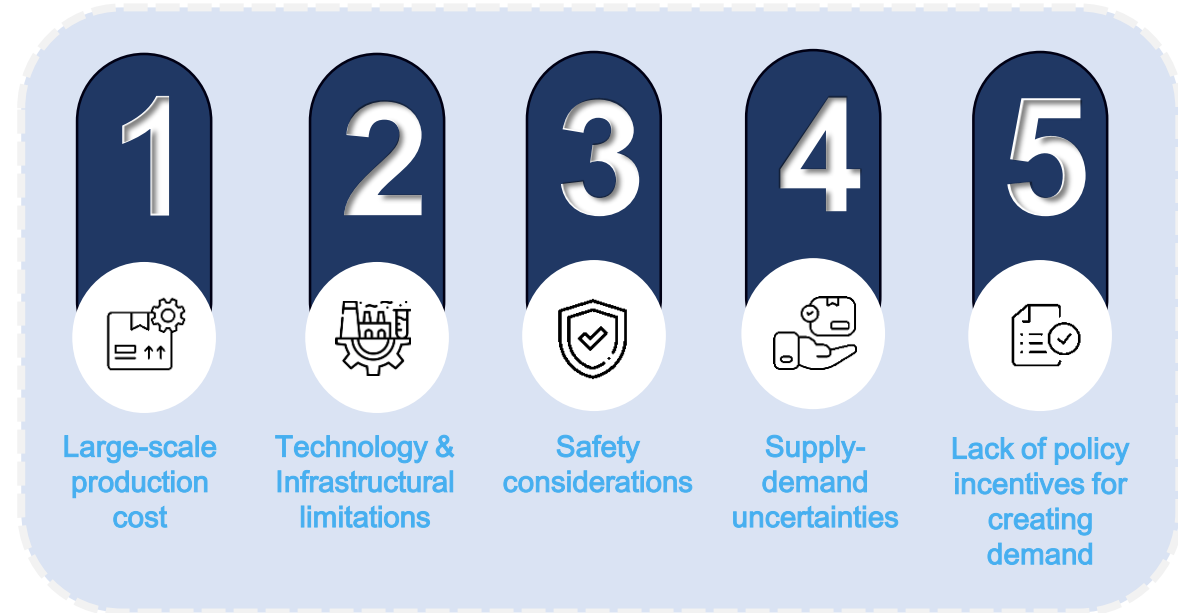 1
Large-scale
production
cost
2
Technology &
Infrastructural
limitations
3
Safety
considerations
4
Supply-
demand
uncertainties
5
Lack of policy
incentives for
creating
demand